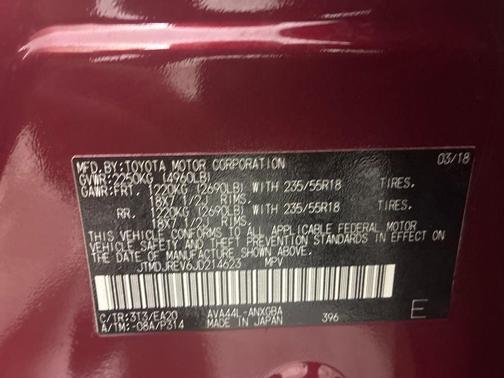 MFD.BY:TOYOTA MOTOR CORPORATION 03/18
GVWR:2250KG (4960LB)
GAWR:FRT. 1220KG (2690LB) WITH 235/55R18 TIRES,
18X7 1/2J RIMS.
RR. 1220KG (2690LB) WITH 235/55R18 TIRES,
18X7 1/2J RIMS.
THIS VEHICLE CONFORMS TO ALL APPLICABLE FEDERAL MOTOR
VEHICLE SAFETY AND THEFT PREVENTION STANDARDS IN EFFECT
ON THE DATE OF MANUFACTURE SHOWN ABOVE.
JTMDJREV6JD214623 MPV
C/TR:3T3/EA20 AVA44L-ANXGBA E
A/TM:-08A/P314 MADE IN JAPAN 396